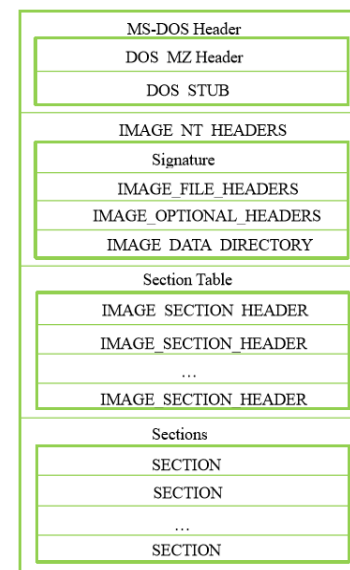 MS-DOS Header
DOS MZ Header
DOS STUB
IMAGE NT HEADERS
Signature
IMAGE_FILE_HEADERS
IMAGE_OPTIONAL_HEADERS
IMAGE DATA DIRECTORY
Section Table
IMAGE SECTION HEADER
IMAGE_SECTION_HEADER
…
IMAGE_SECTION_HEADER
Sections
SECTION
SECTION
…
SECTION